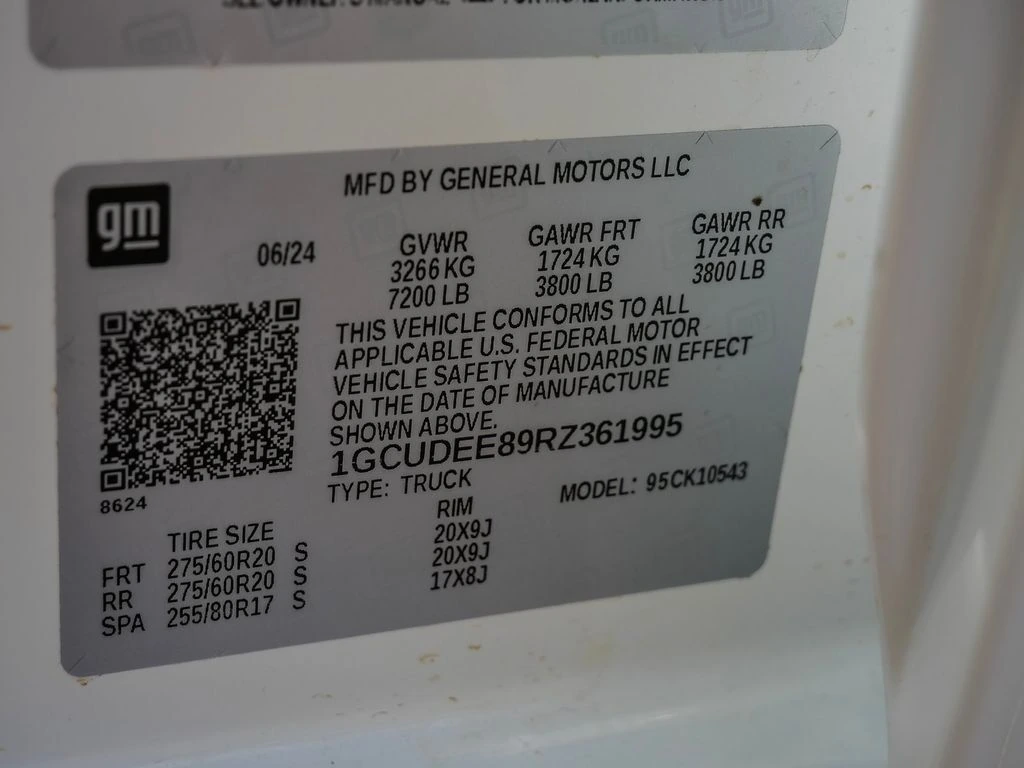 MFD BY GENERAL MOTORS LLC
gm
06/24
GVWR
3266 KG
7200 LB
GAWR FRT
1724 KG
3800 LB
GAWR RR
1724 KG
3800 LB
THIS VEHICLE CONFORMS TO ALL
APPLICABLE U.S. FEDERAL MOTOR
VEHICLE SAFETY STANDARDS IN EFFECT
ON THE DATE OF MANUFACTURE
SHOWN ABOVE.
1GCUDEE89RZ361995
TYPE: TRUCK
MODEL: 95CK10543
8624
TIRE SIZE RIM
FRT 275/60R20 S 20X9J
RR 275/60R20 S 20X9J
SPA 255/80R17 S 17X8J